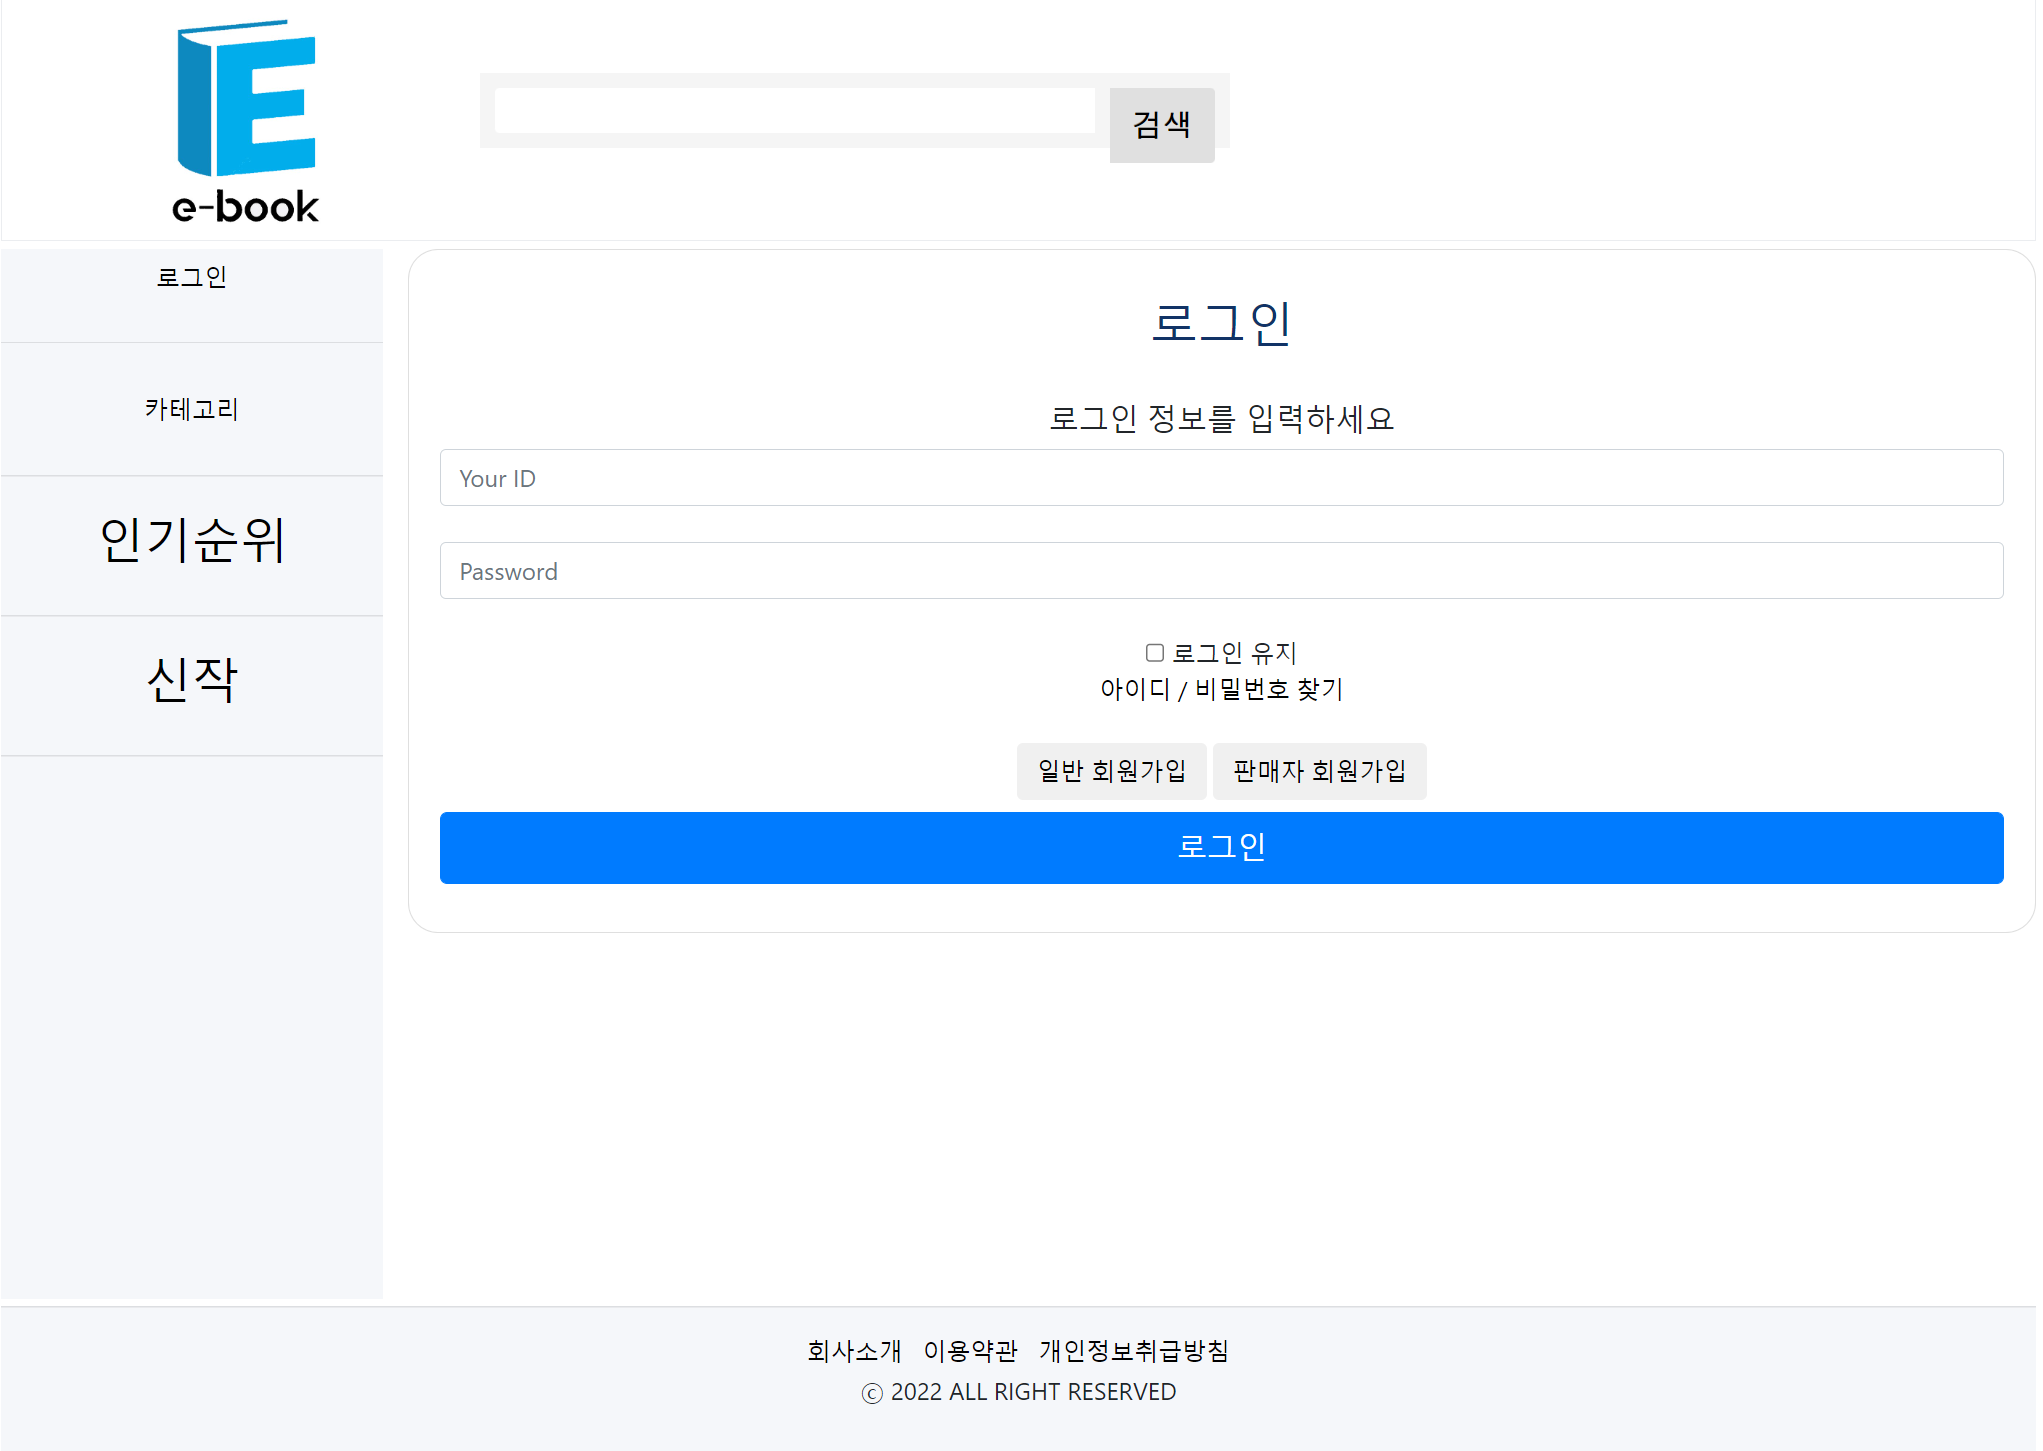 E
e-book
검색
로그인
카테고리
인기순위
신작
로그인
로그인 정보를 입력하세요
Your ID
Password
로그인 유지
아이디 / 비밀번호 찾기
일반 회원가입 판매자 회원가입
로그인
회사소개 이용약관 개인정보취급방침
ⓒ 2022 ALL RIGHT RESERVED